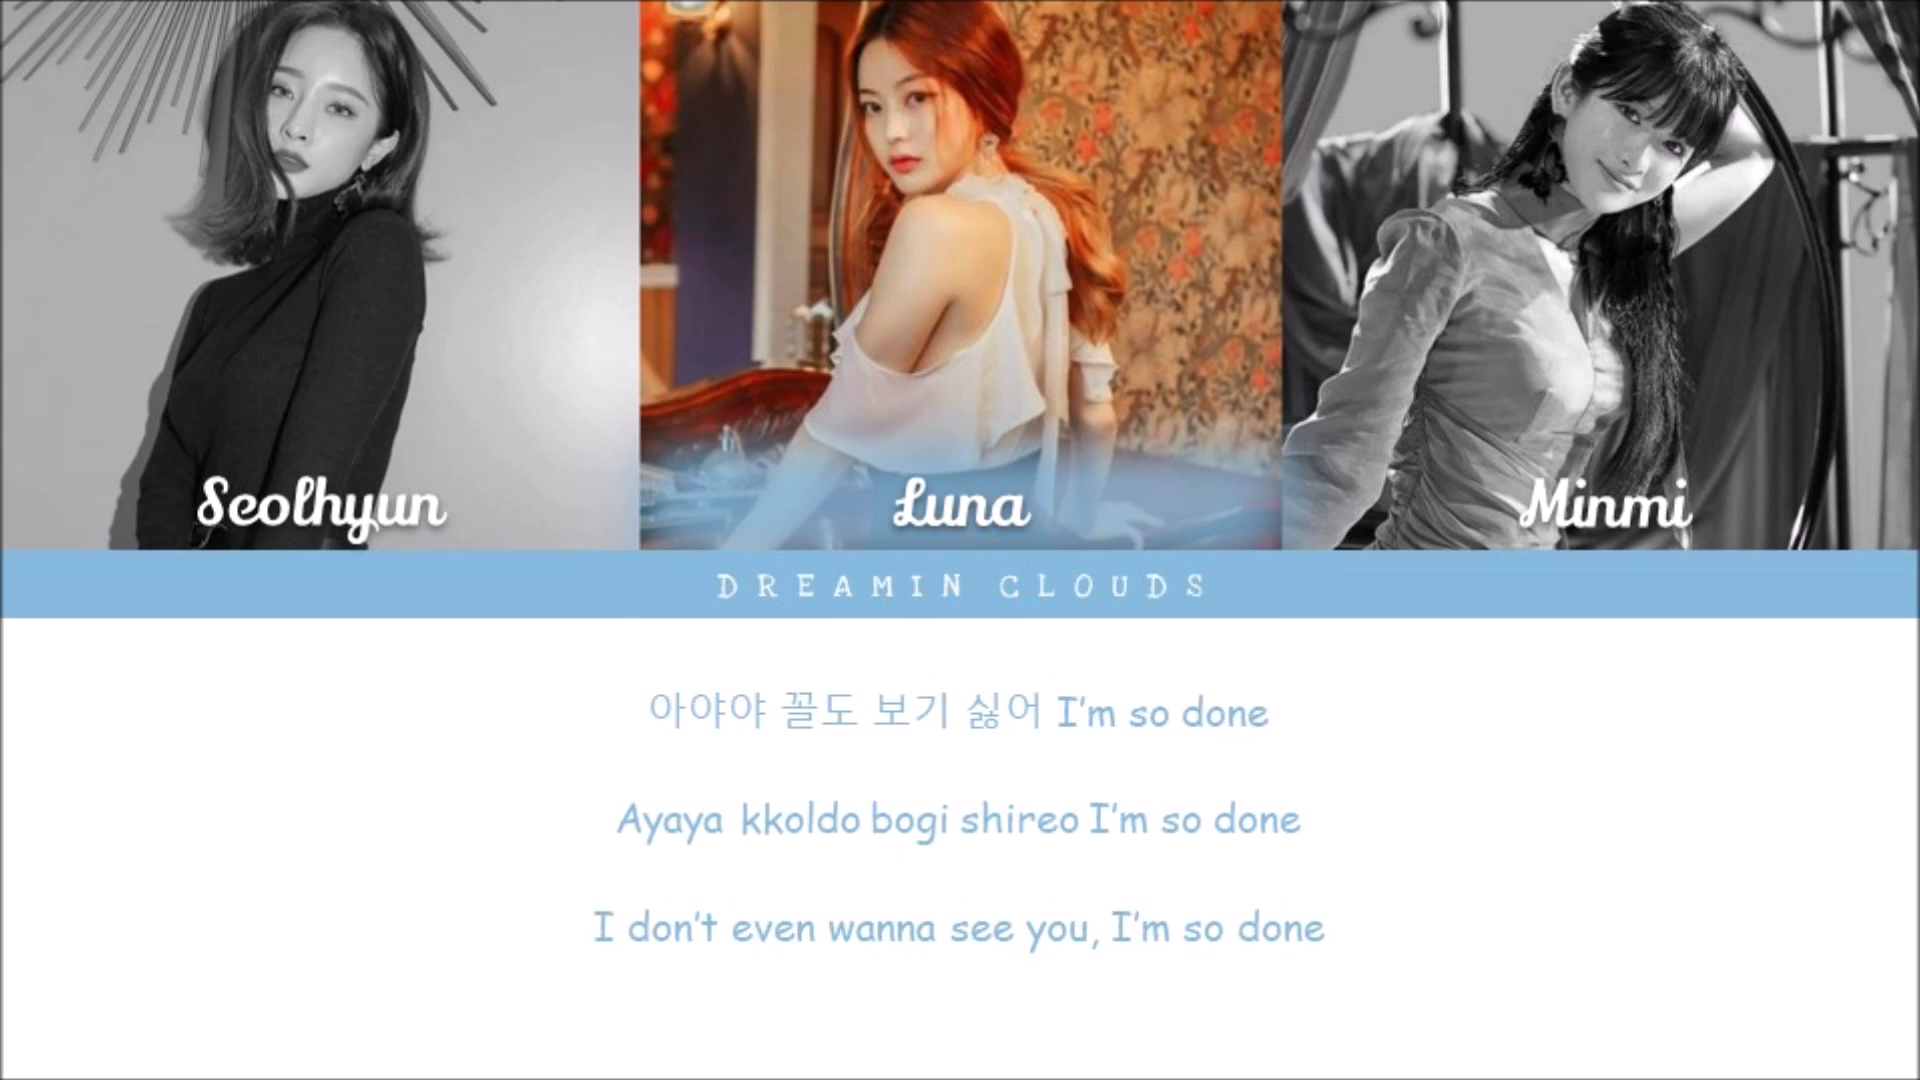 Seolhyun
Luna
Minmi
DREAMIN CLOUDS
아야야 꼴도 보기 싫어 I'm so done
Ayaya kkoldo bogi shireo I'm so done
I don't even wanna see you, I'm so done